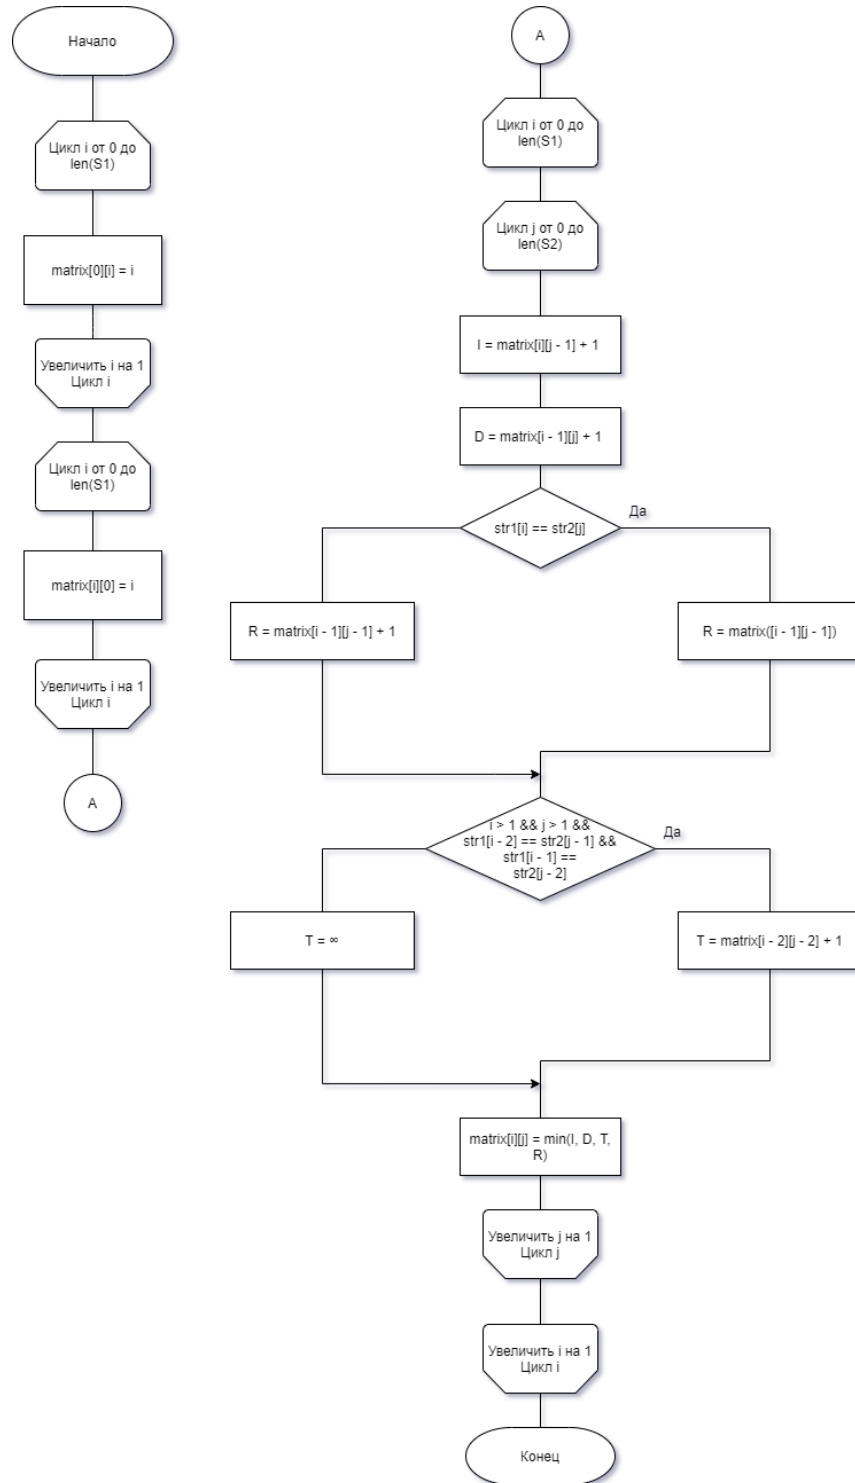 Начало
Цикл i от 0 до
len(S1)
matrix[0][i] = i
Увеличить i на 1
Цикл i
Цикл i от 0 до
len(S1)
matrix[i][0] = i
Увеличить i на 1
Цикл i
A
A
Цикл i от 0 до
len(S1)
Цикл j от 0 до
len(S2)
I = matrix[i][j - 1] + 1
D = matrix[i - 1][j] + 1
str1[i] == str2[j]
Да
R = matrix[i - 1][j - 1] + 1
R = matrix([i - 1][j - 1])
i > 1 && j > 1 &&
str1[i - 2] == str2[j - 1] &&
str1[i - 1] ==
str2[j - 2]
Да
T = ∞
T = matrix[i - 2][j - 2] + 1
matrix[i][j] = min(I, D, T,
R)
Увеличить j на 1
Цикл j
Увеличить i на 1
Цикл i
Конец